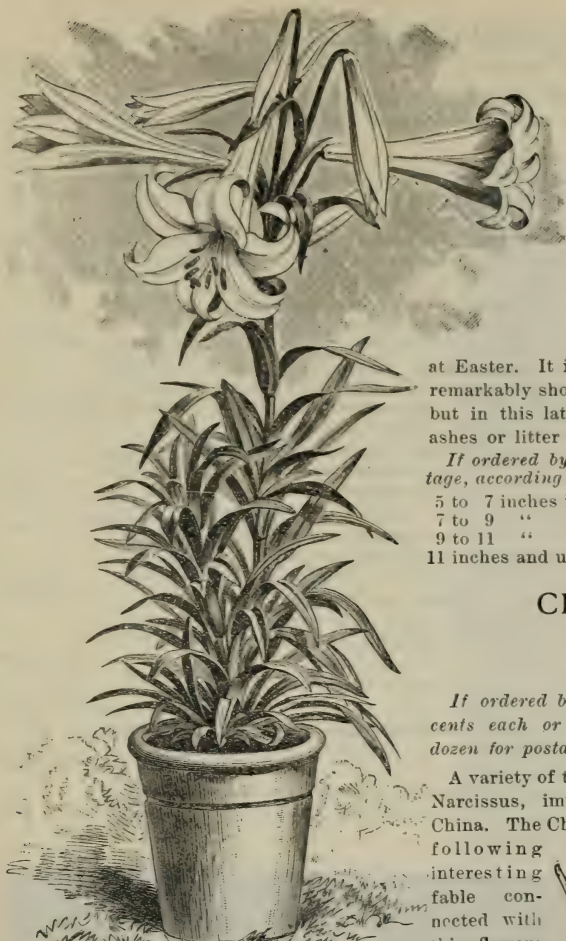 at Easter. It i
remarkably sho
but in this lat
ashes or litter
If ordered by
tage, according
5 to 7 inches
7 to 9 "
9 to 11 "
11 inches and u
Cl
If ordered b
cents each or
dozen for posta
A variety of t
Narcissus, im
China. The Ch
following
interesting
fable con-
nected with